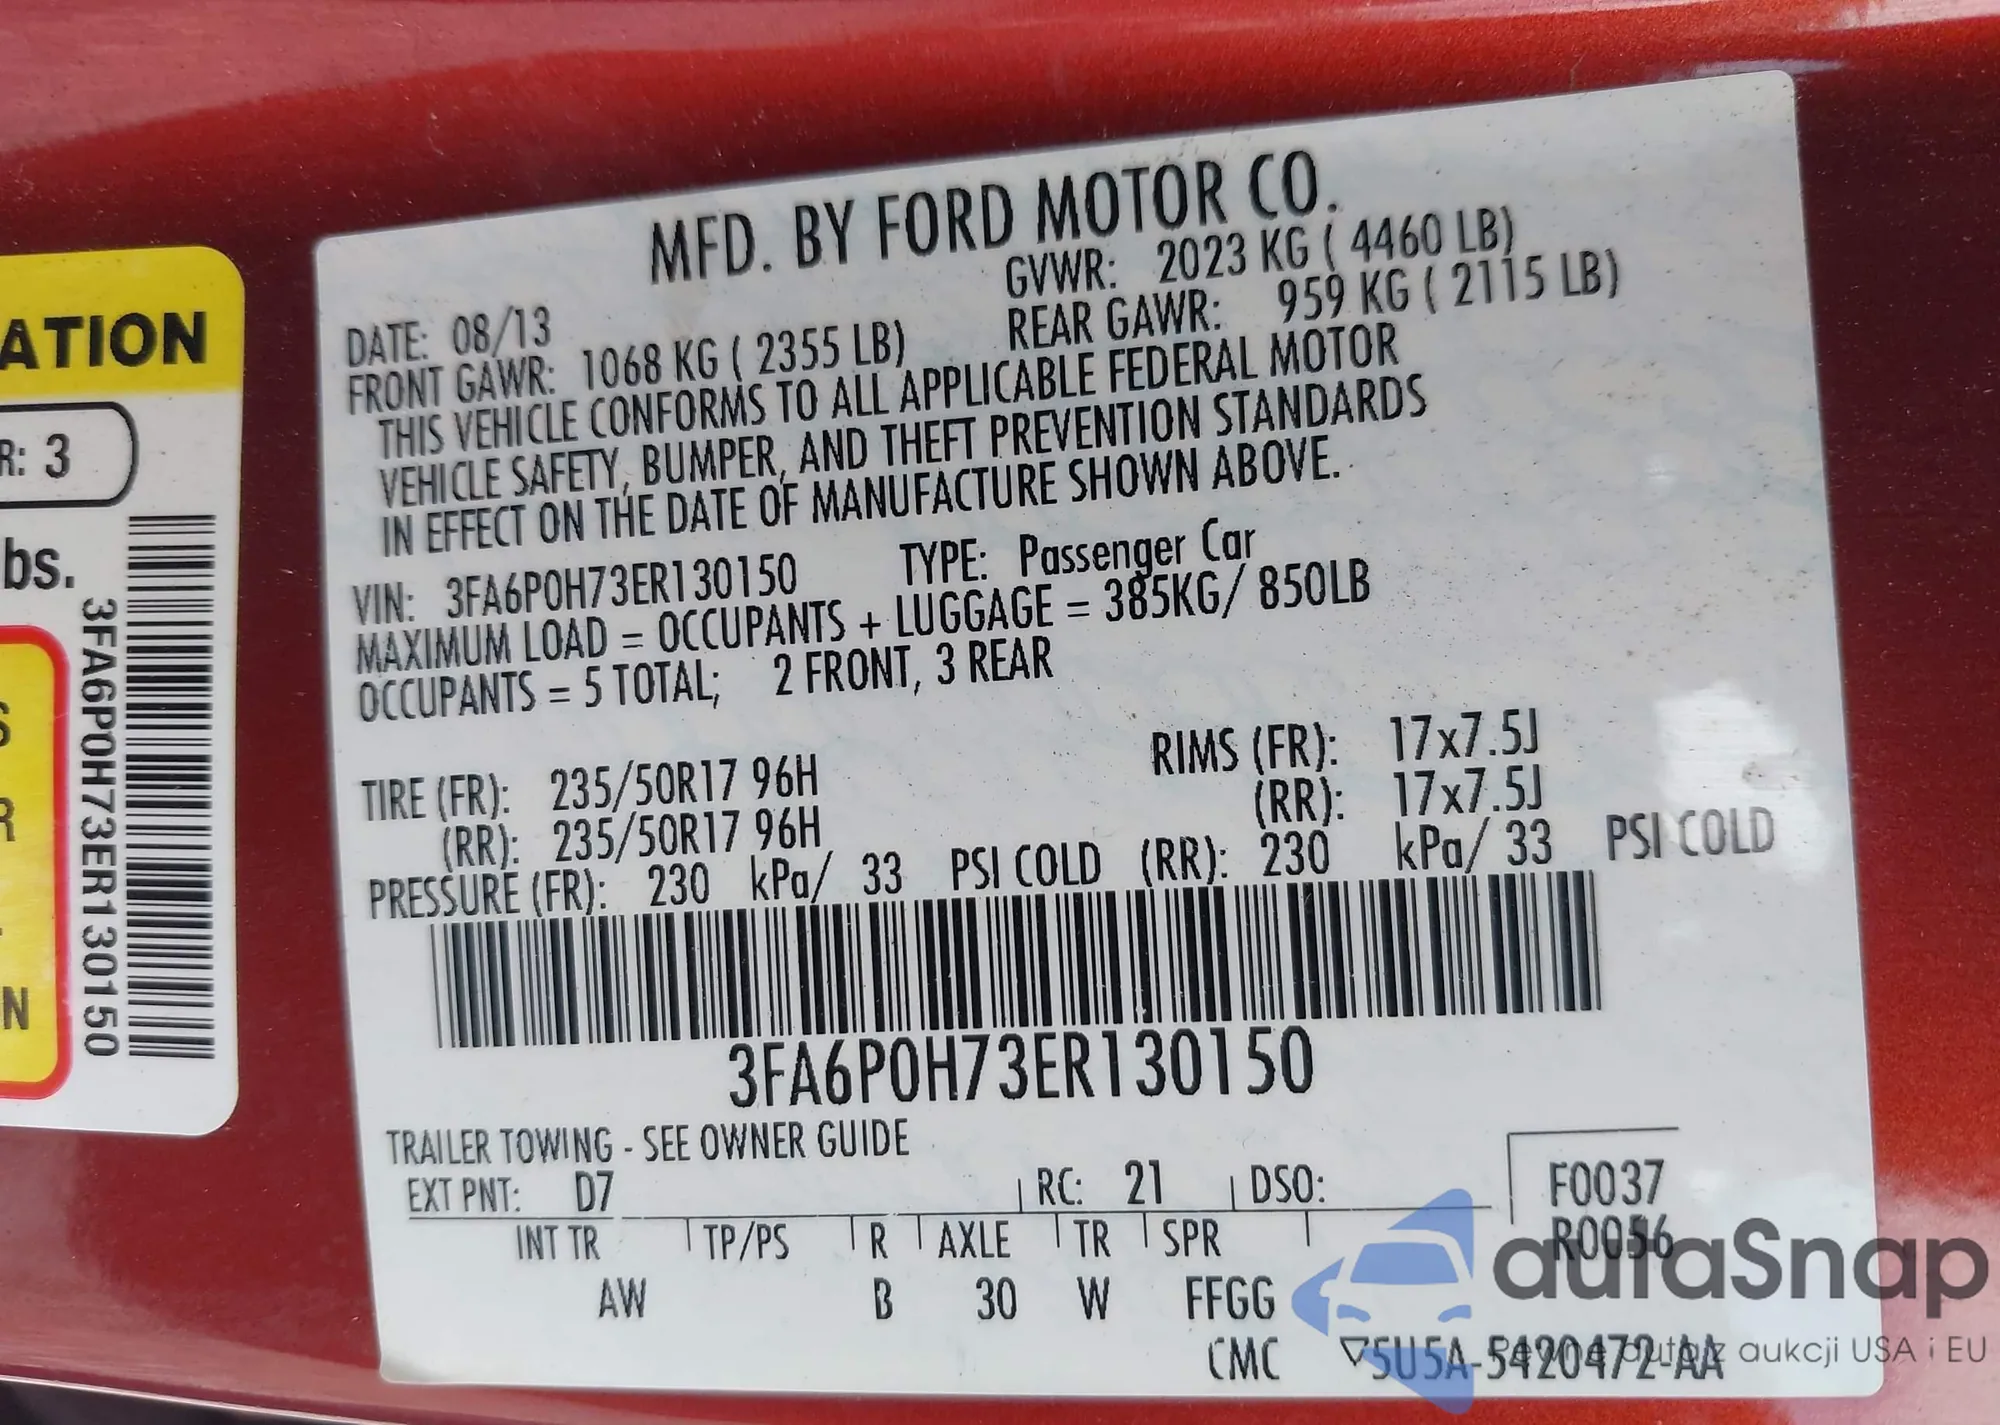 ATION
R: 3
bs.
S
R
N
3FA6P0H73ER130150
MFD. BY FORD MOTOR CO.
DATE: 08/13 GVWR: 2023 KG ( 4460 LB)
FRONT GAWR: 1068 KG ( 2355 LB) REAR GAWR: 959 KG ( 2115 LB)
THIS VEHICLE CONFORMS TO ALL APPLICABLE FEDERAL MOTOR
VEHICLE SAFETY, BUMPER, AND THEFT PREVENTION STANDARDS
IN EFFECT ON THE DATE OF MANUFACTURE SHOWN ABOVE.
VIN: 3FA6P0H73ER130150 TYPE: Passenger Car
MAXIMUM LOAD = OCCUPANTS + LUGGAGE = 385KG/ 850LB
OCCUPANTS = 5 TOTAL; 2 FRONT, 3 REAR
TIRE (FR): 235/50R17 96H RIMS (FR): 17x7.5J
(RR): 235/50R17 96H (RR): 17x7.5J
PRESSURE (FR): 230 kPa/ 33 PSI COLD (RR): 230 kPa/ 33 PSI COLD
3FA6P0H73ER130150
TRAILER TOWING - SEE OWNER GUIDE
EXT PNT: D7 RC: 21 DSO: F0037
INT TR TP/PS R AXLE TR SPR R0056
AW B 30 W FFGG
CMC ▽5U5A-5420472-AA
autaSnap
Pewne auta z aukcji USA i EU